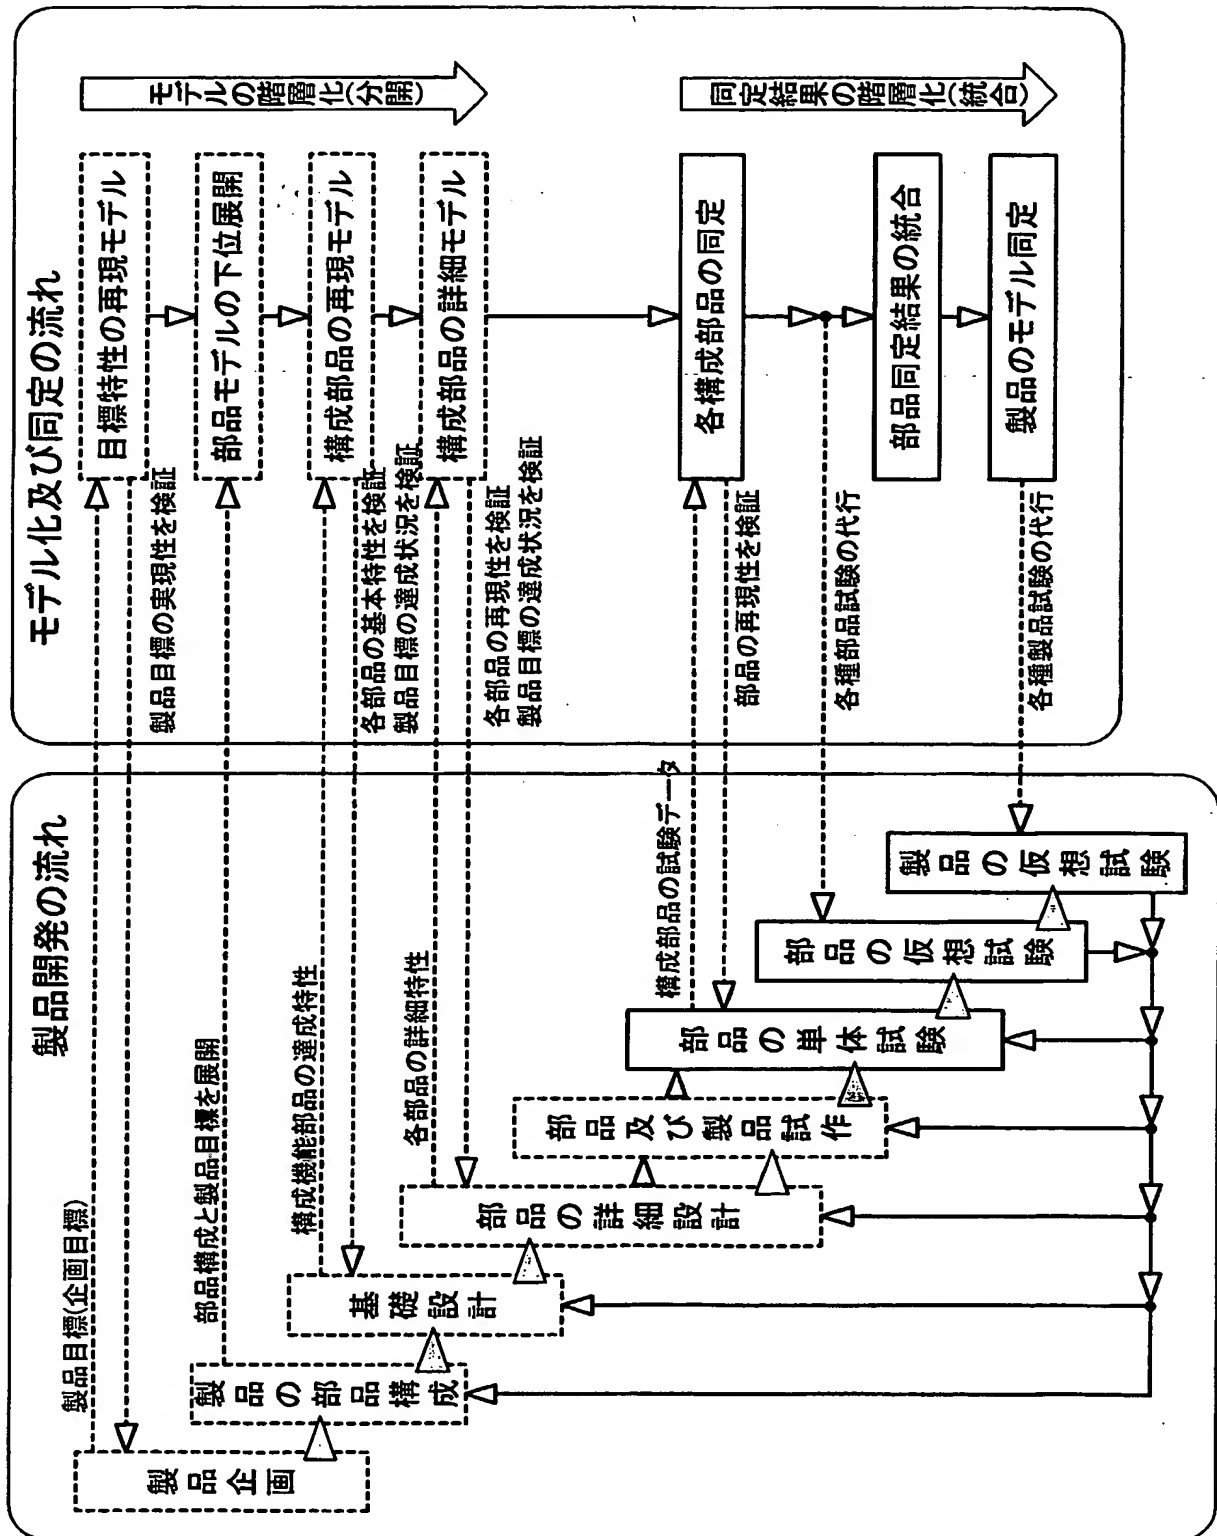 製品開発の流れ
製品企画
製品の部品構成
基礎設計
部品の詳細設計
部品及び製品試作
部品の単体試験
部品の仮想試験
製品の仮想試験
製品目標(企画目標)
部品構成と製品目標を展開
構成機能部品の達成特性
各部品の詳細特性
構成部品の試験データ
モデル化及び同定の流れ
製品目標の実現性を検証
各部品の基本特性を検証
製品目標の達成状況を検証
各部品の再現性を検証
製品目標の達成状況を検証
部品の再現性を検証
各種部品試験の代行
各種製品試験の代行
目標特性の再現モデル
部品モデルの下位展開
構成部品の再現モデル
構成部品の詳細モデル
各構成部品の同定
部品同定結果の統合
製品のモデル同定
モデルの階層化(分開)
同定結果の階層化(統合)